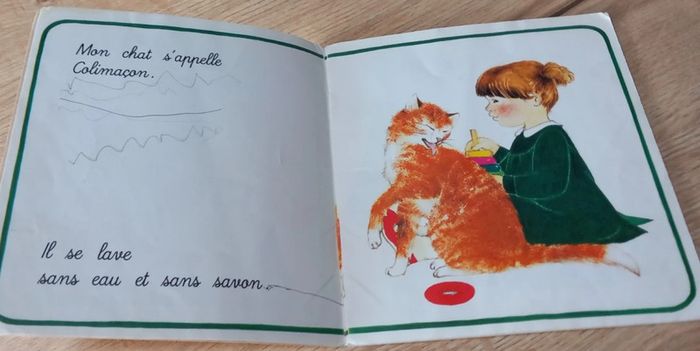 Mon chat s'appelle
Colimaçon.
Il se lave
sans eau et sans savon.